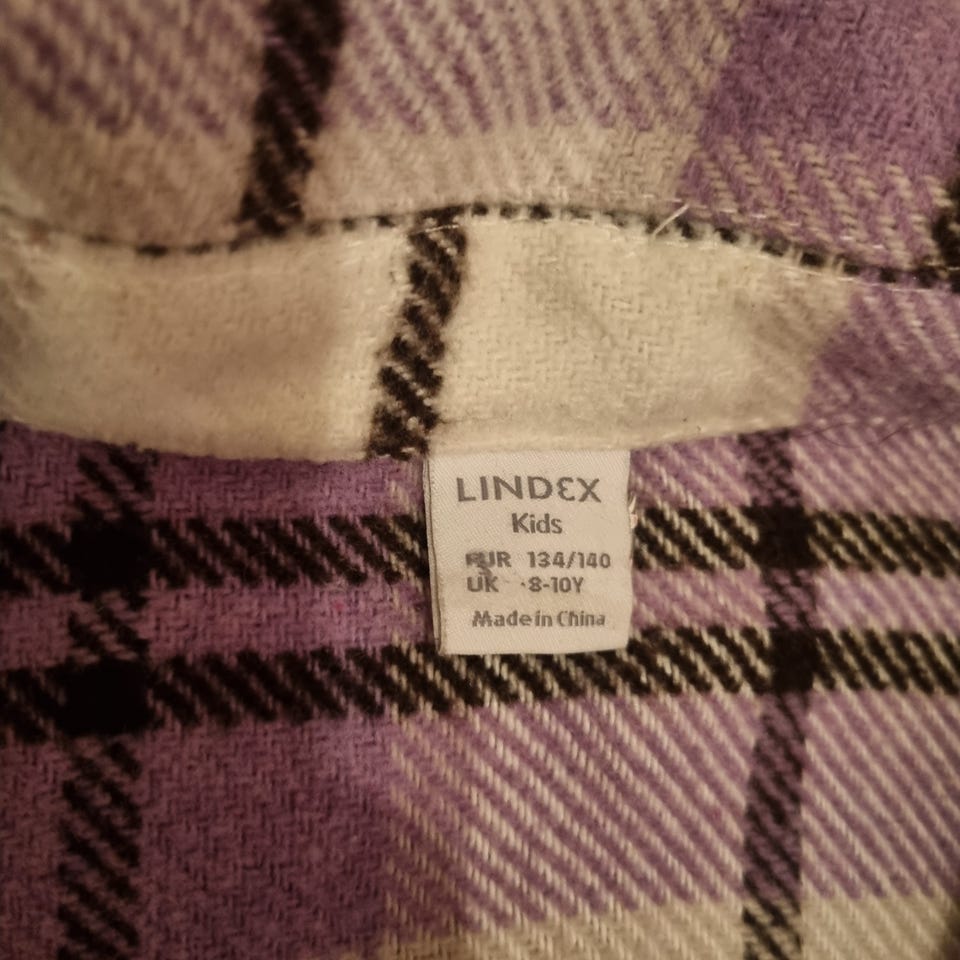 LINDEX
Kids
EUR 134/140
UK 8-10Y
Made in China